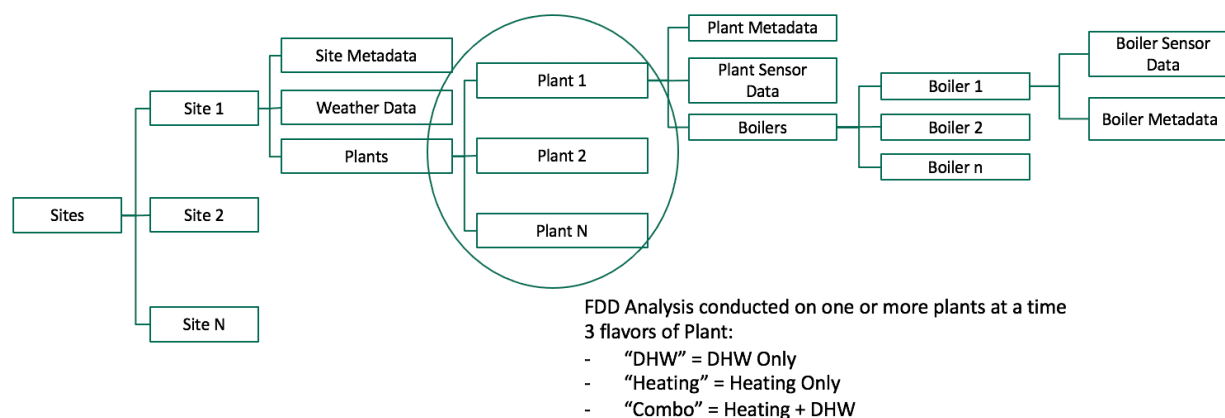 Sites
Site 1
Site 2
Site N
Site Metadata
Weather Data
Plants
Plant 1
Plant 2
Plant N
Plant Metadata
Plant Sensor
Data
Boilers
Boiler 1
Boiler 2
Boiler n
Boiler Sensor
Data
Boiler Metadata
FDD Analysis conducted on one or more plants at a time
3 flavors of Plant:
- “DHW” = DHW Only
- “Heating” = Heating Only
- “Combo” = Heating + DHW